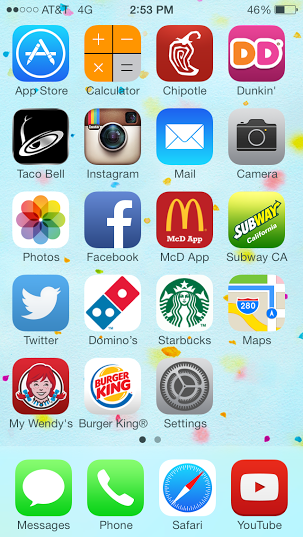 AT&T 4G 2:53 PM 46%
+ − × =
DD
App Store Calculator Chipotle Dunkin'
Taco Bell Instagram Mail Camera
f M McD App SUBWAY California
Photos Facebook McD App Subway CA
280
Twitter Domino's Starbucks Maps
BURGER KING
My Wendy's Burger King® Settings
Messages Phone Safari YouTube